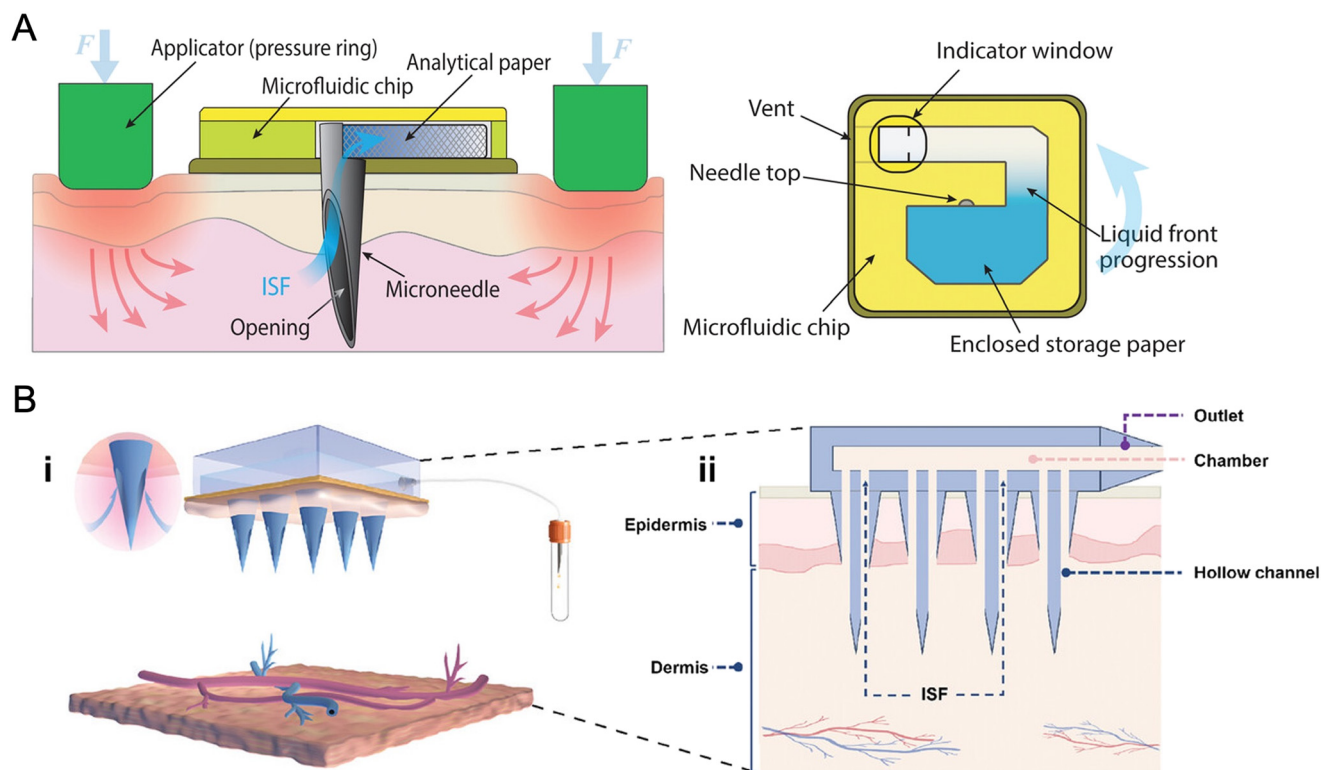 A
F
Applicator (pressure ring)
Microfluidic chip
Analytical paper
F
ISF
Opening
Microneedle
Indicator window
Vent
Needle top
Liquid front
progression
Microfluidic chip
Enclosed storage paper
B
i
ii
Outlet
Chamber
Epidermis
Hollow channel
Dermis
ISF